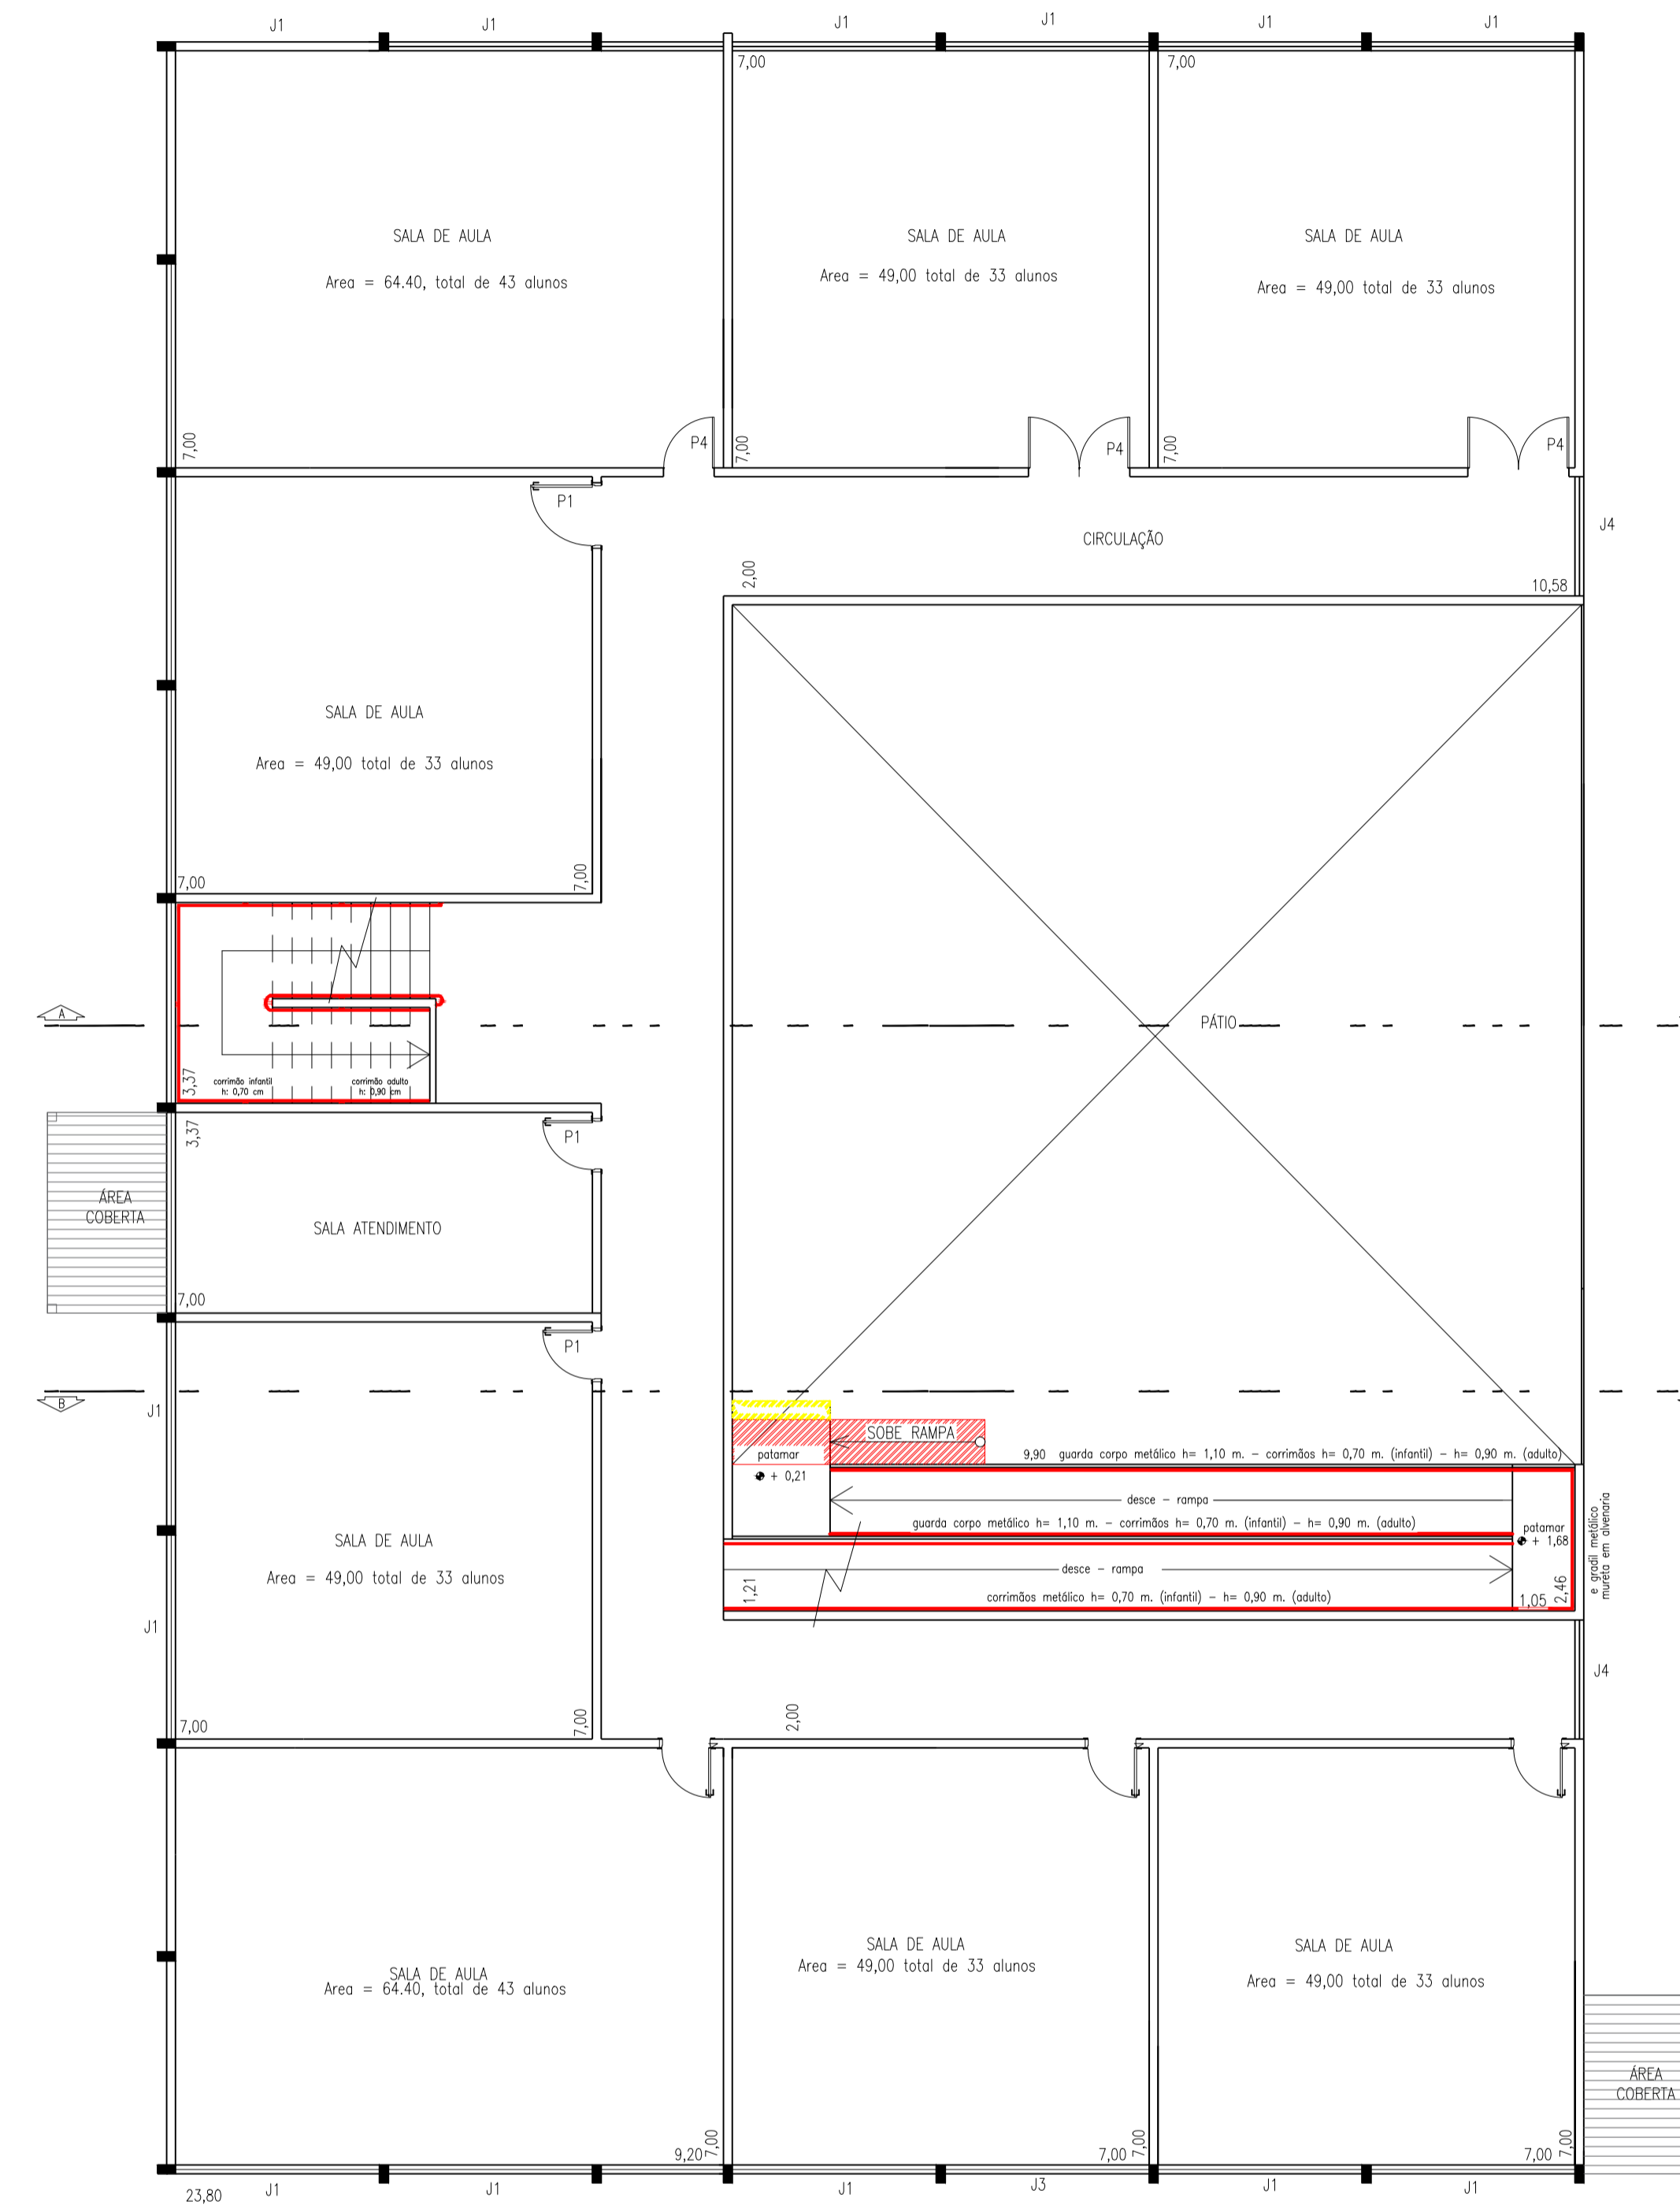 J1
J1
J1
J1
J1
J1
7,00
7,00
SALA DE AULA
Area = 64.40, total de 43 alunos
SALA DE AULA
Area = 49,00 total de 33 alunos
SALA DE AULA
Area = 49,00 total de 33 alunos
7,00
P4
7,00
P4
7,00
P4
P1
CIRCULAÇÃO
J4
2,00
10,58
SALA DE AULA
Area = 49,00 total de 33 alunos
7,00
7,00
A
PÁTIO
3,37
corrimão infantil
h: 0,70 cm
corrimão adulto
h: 0,90 cm
3,37
P1
ÁREA
COBERTA
SALA ATENDIMENTO
7,00
P1
B
J1
SOBE RAMPA
patamar
+ 0,21
9,90 guarda corpo metálico h= 1,10 m. - corrimãos h= 0,70 m. (infantil) - h= 0,90 m. (adulto)
desce - rampa
guarda corpo metálico h= 1,10 m. - corrimãos h= 0,70 m. (infantil) - h= 0,90 m. (adulto)
patamar
+ 1,68
e gradil metálico
mureta em alvenaria
desce - rampa
1,21
corrimãos metálico h= 0,70 m. (infantil) - h= 0,90 m. (adulto)
1,05
2,46
SALA DE AULA
Area = 49,00 total de 33 alunos
J1
J4
7,00
7,00
2,00
SALA DE AULA
Area = 64.40, total de 43 alunos
SALA DE AULA
Area = 49,00 total de 33 alunos
SALA DE AULA
Area = 49,00 total de 33 alunos
ÁREA
COBERTA
9,20
7,00
7,00
7,00
7,00
7,00
23,80
J1
J1
J1
J3
J1
J1